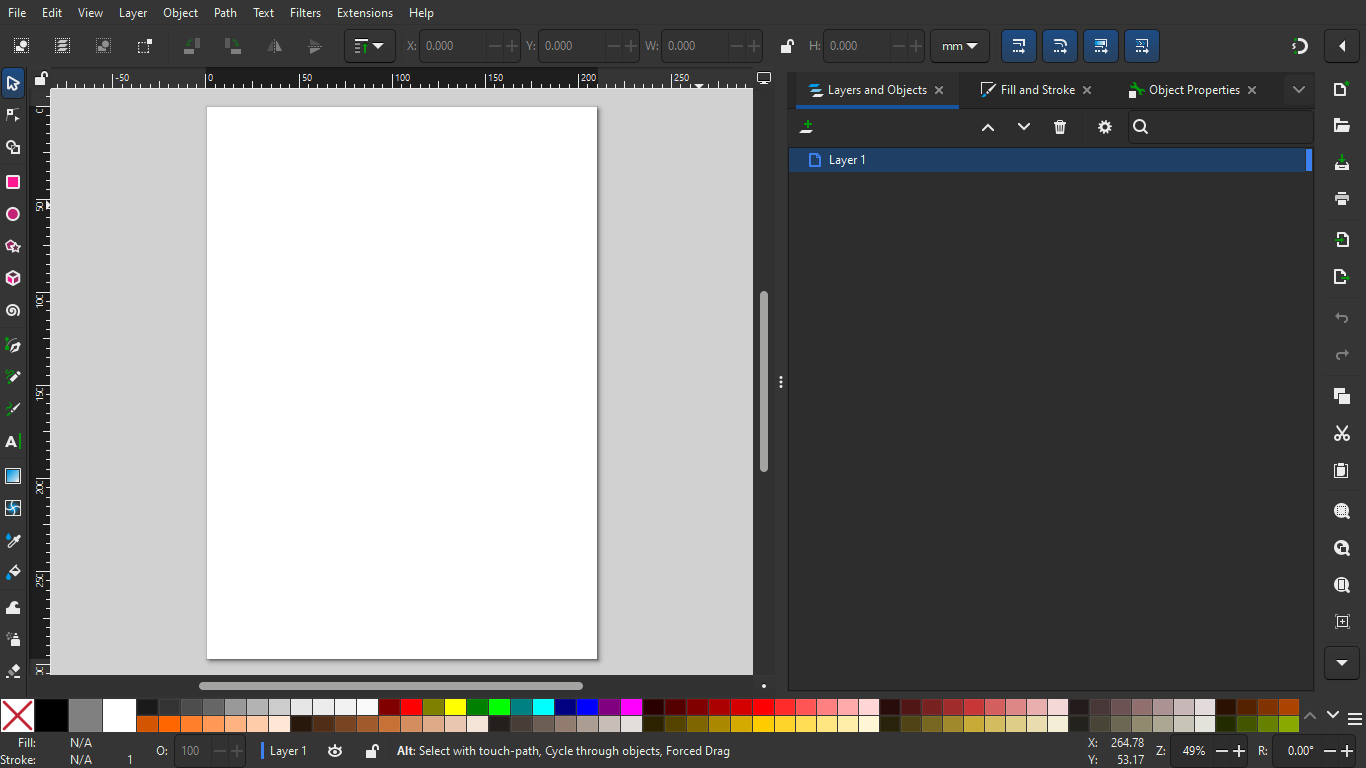 File Edit View Layer Object Path Text Filters Extensions Help
X: 0.000 Y: 0.000 W: 0.000 H: 0.000 mm
-50 0 50 100 150 200 250
Layers and Objects Fill and Stroke Object Properties
Layer 1
0
50
100
150
200
250
Fill: N/A
Stroke: N/A 1
O: 100
Layer 1
Alt: Select with touch-path, Cycle through objects, Forced Drag
X: 264.78
Y: 53.17
Z: 49%
R: 0.00°